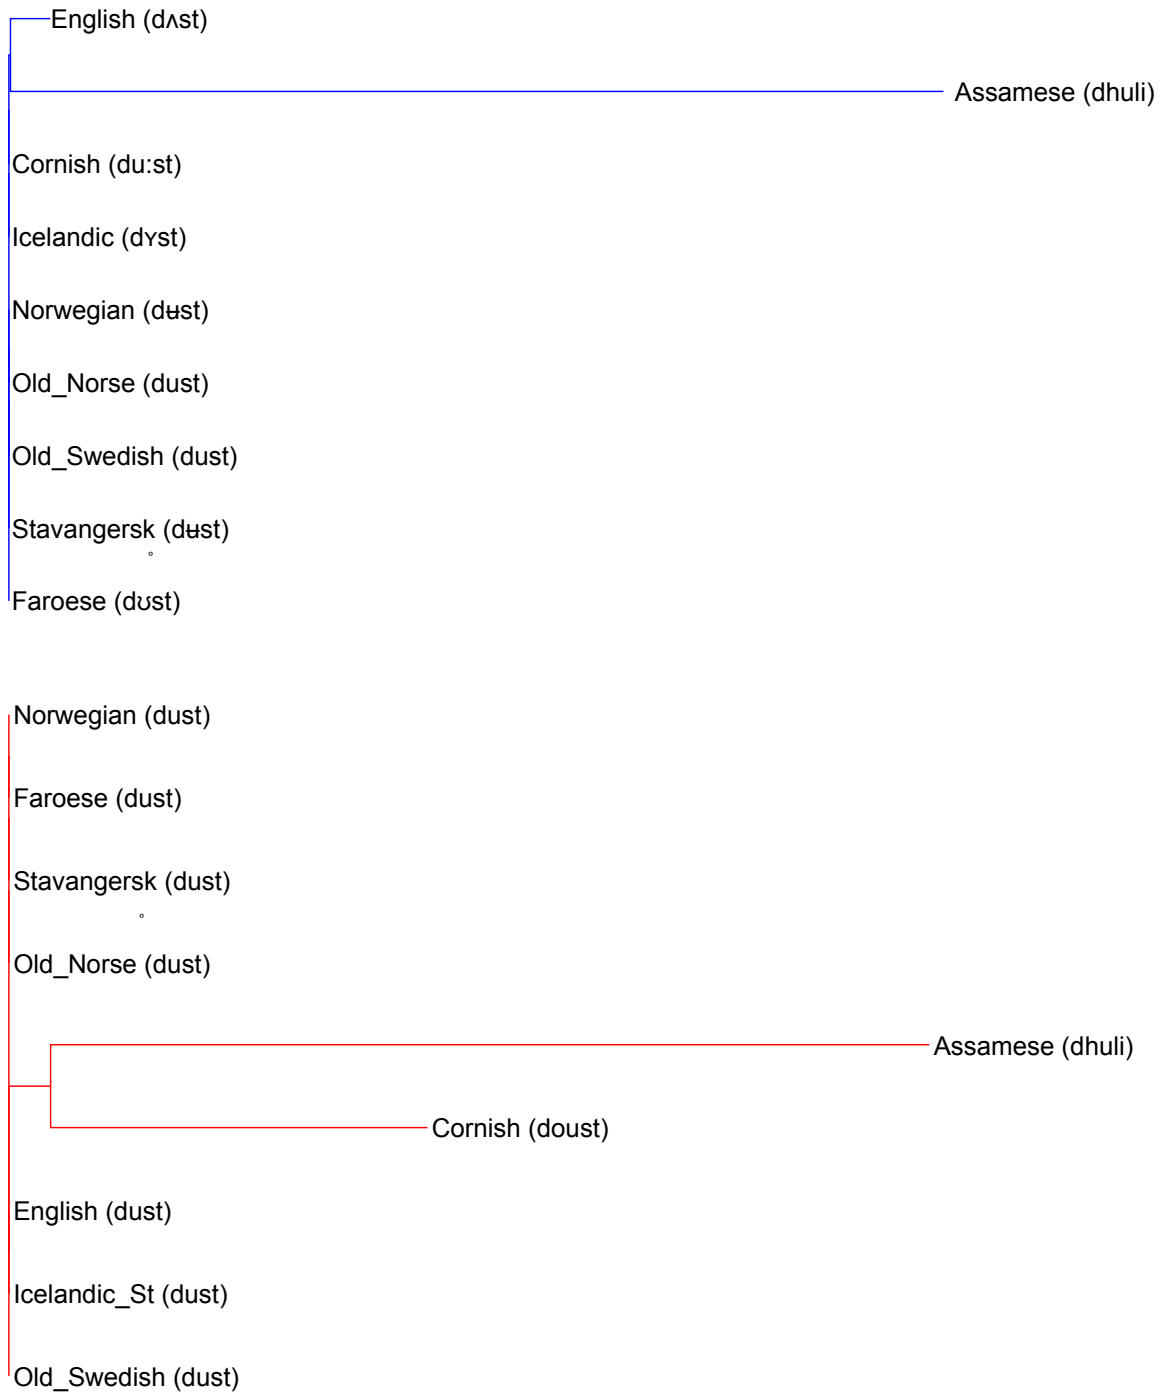 English (dʌst)
Assamese (dhuli)
Cornish (du:st)
Icelandic (dʏst)
Norwegian (dʉst)
Old_Norse (dust)
Old_Swedish (dust)
Stavangersk (dʉst)
Faroese (dʊst)
Norwegian (dust)
Faroese (dust)
Stavangersk (dust)
Old_Norse (dust)
Assamese (dhuli)
Cornish (doust)
English (dust)
Icelandic_St (dust)
Old_Swedish (dust)